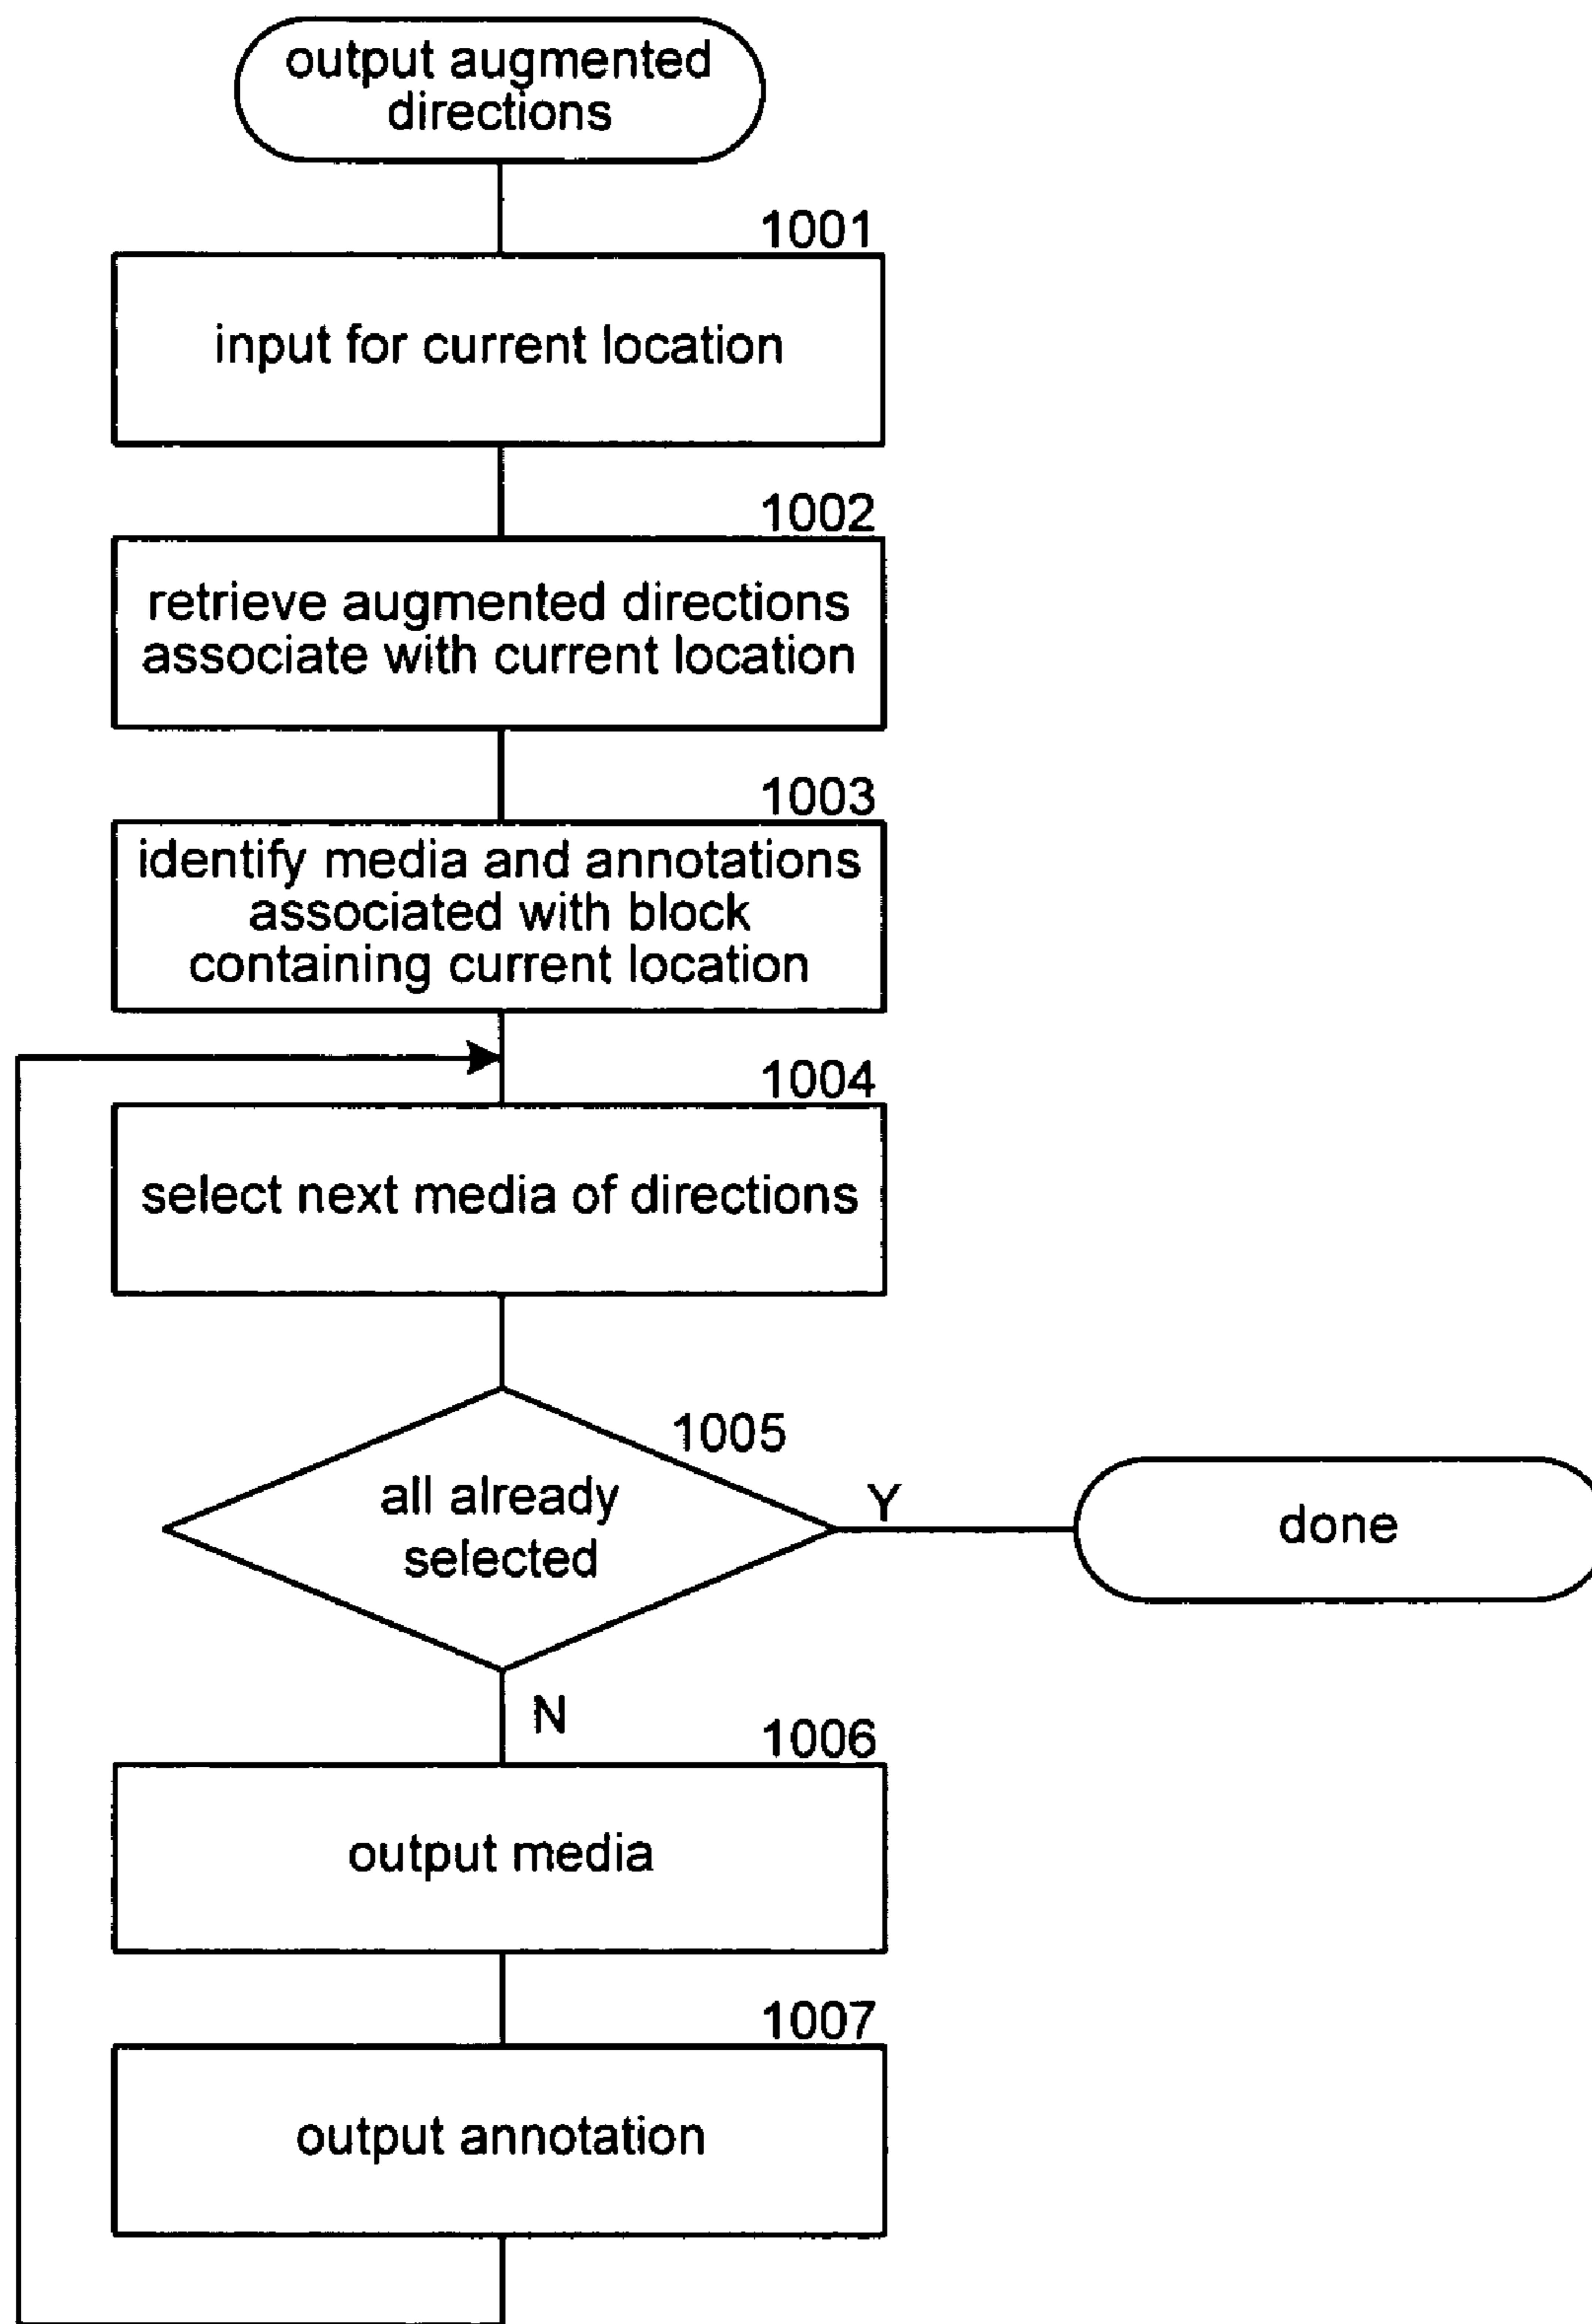 output augmented
directions
1001
input for current location
1002
retrieve augmented directions
associate with current location
1003
identify media and annotations
associated with block
containing current location
1004
select next media of directions
1005
all already
selected
Y
done
N
1006
output media
1007
output annotation